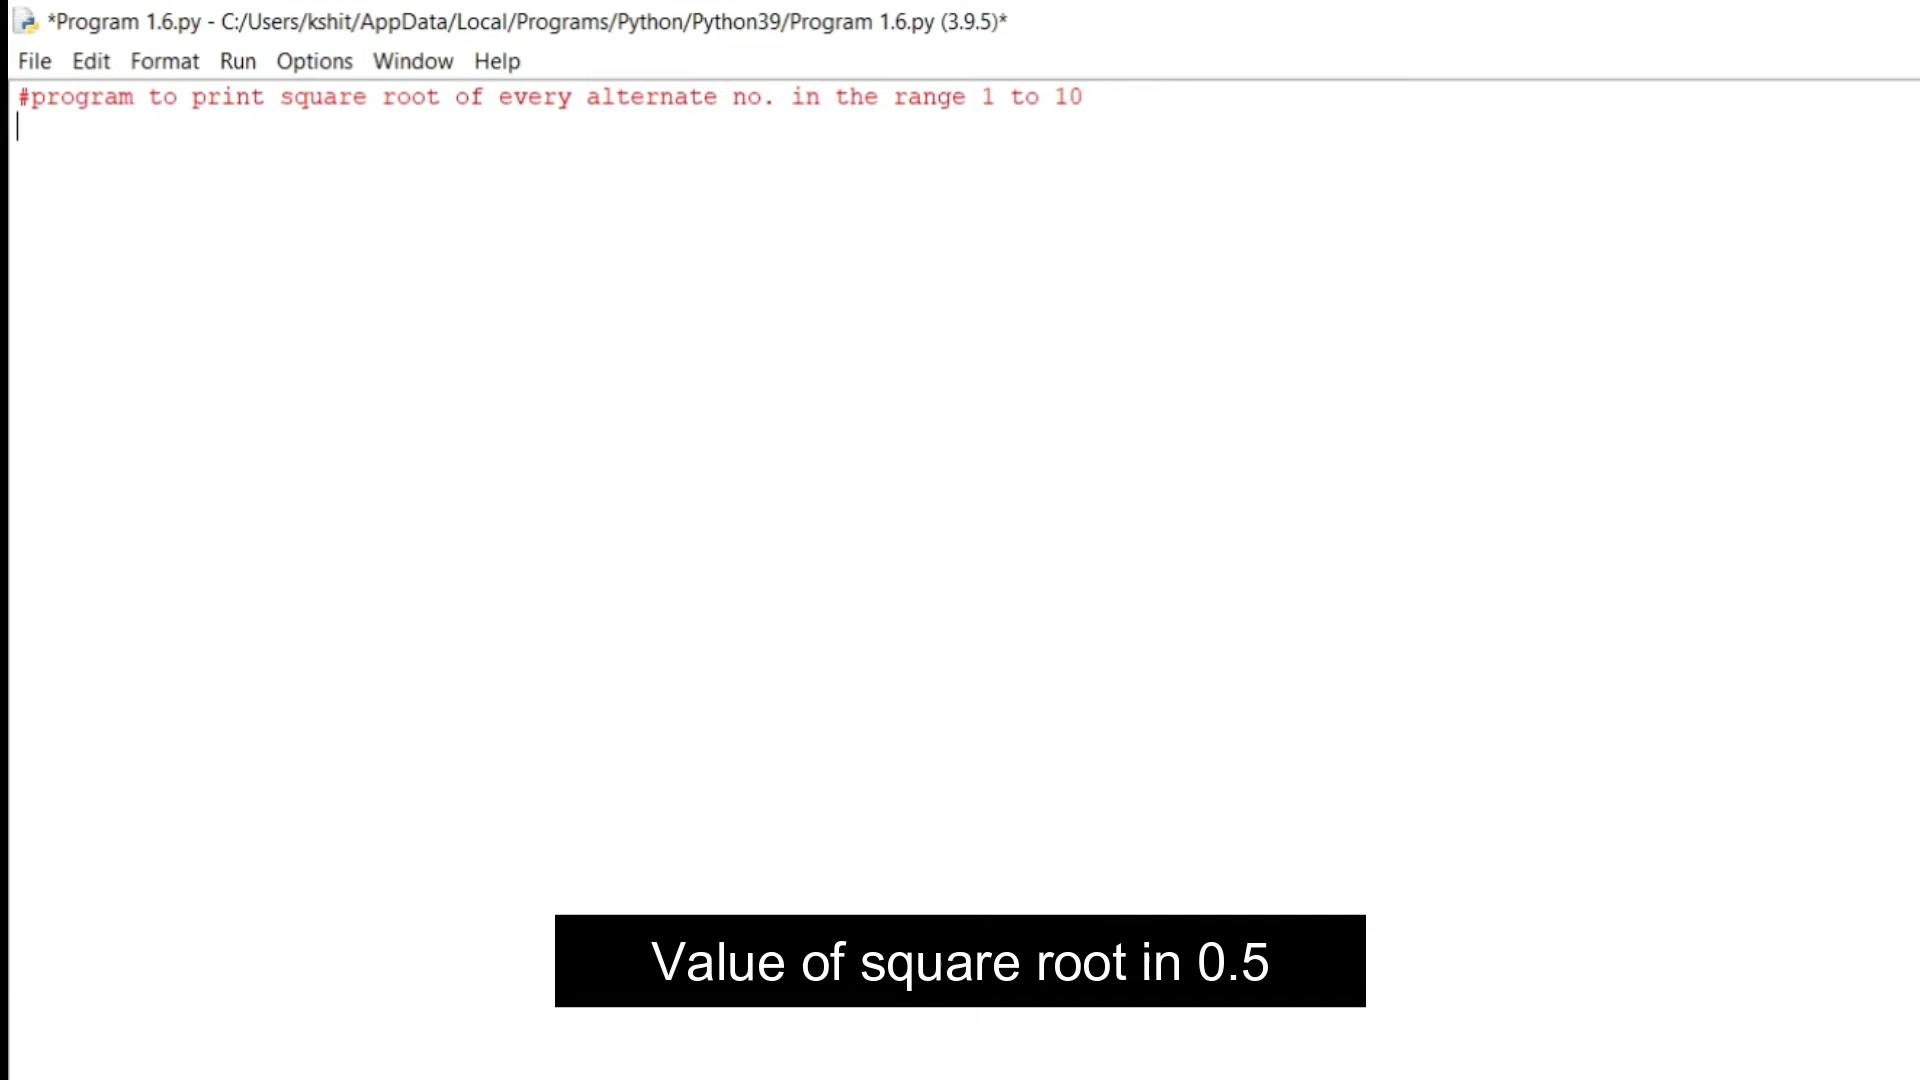 *Program 1.6.py - C:/Users/kshit/AppData/Local/Programs/Python/Python39/Program 1.6.py (3.9.5)*
File Edit Format Run Options Window Help
#program to print square root of every alternate no. in the range 1 to 10
Value of square root in 0.5